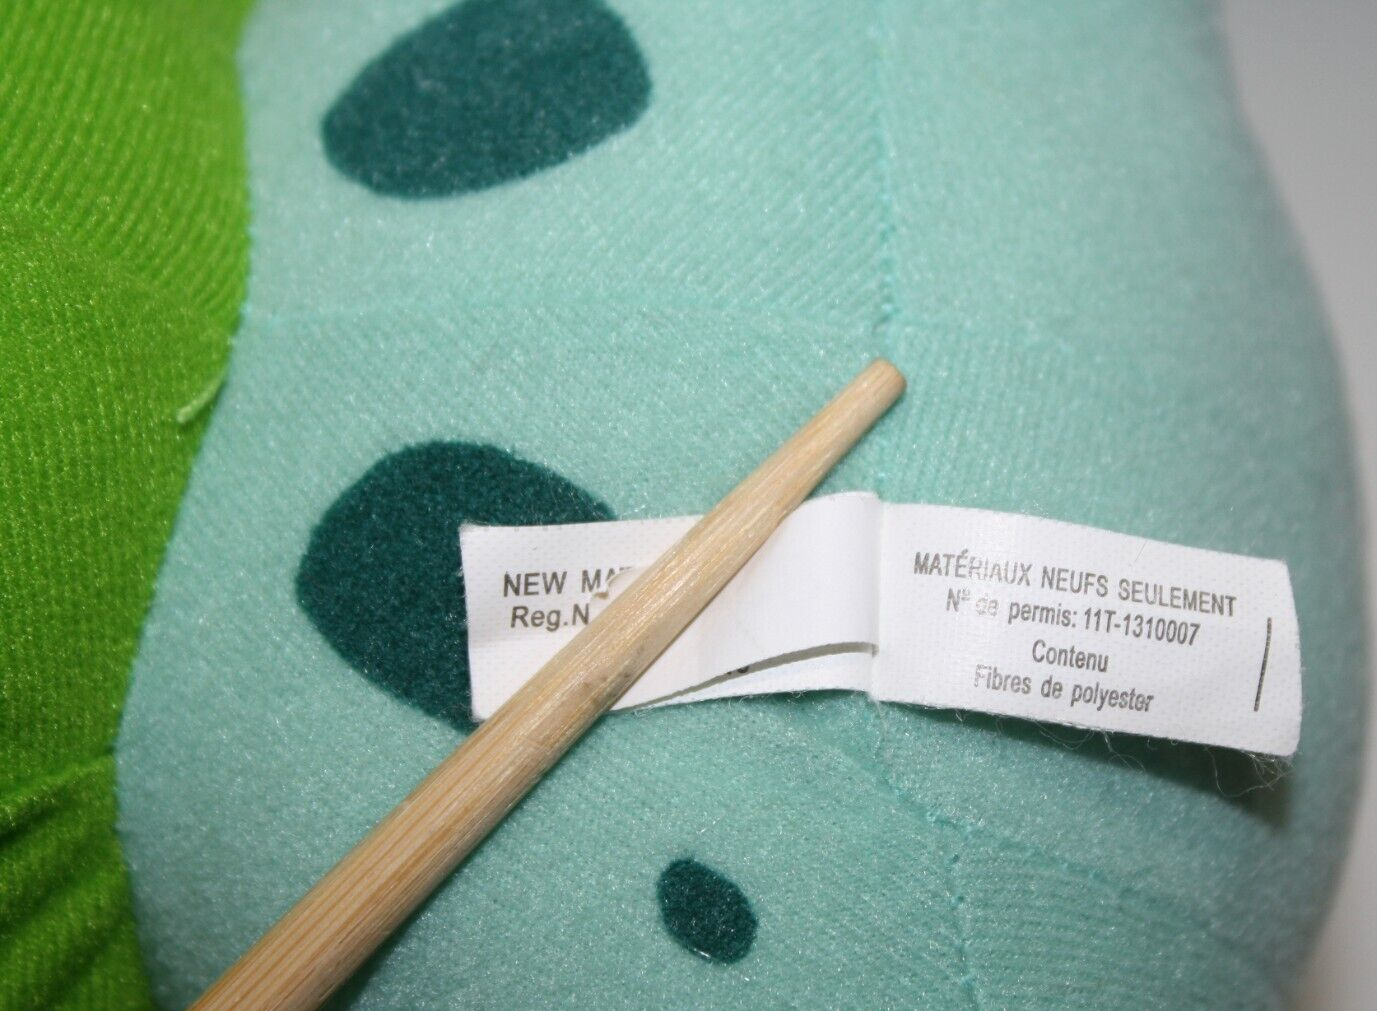 NEW
Reg.N
MATÉRIAUX NEUFS SEULEMENT
Nº de permis: 11T-1310007
Contenu
Fibres de polyester